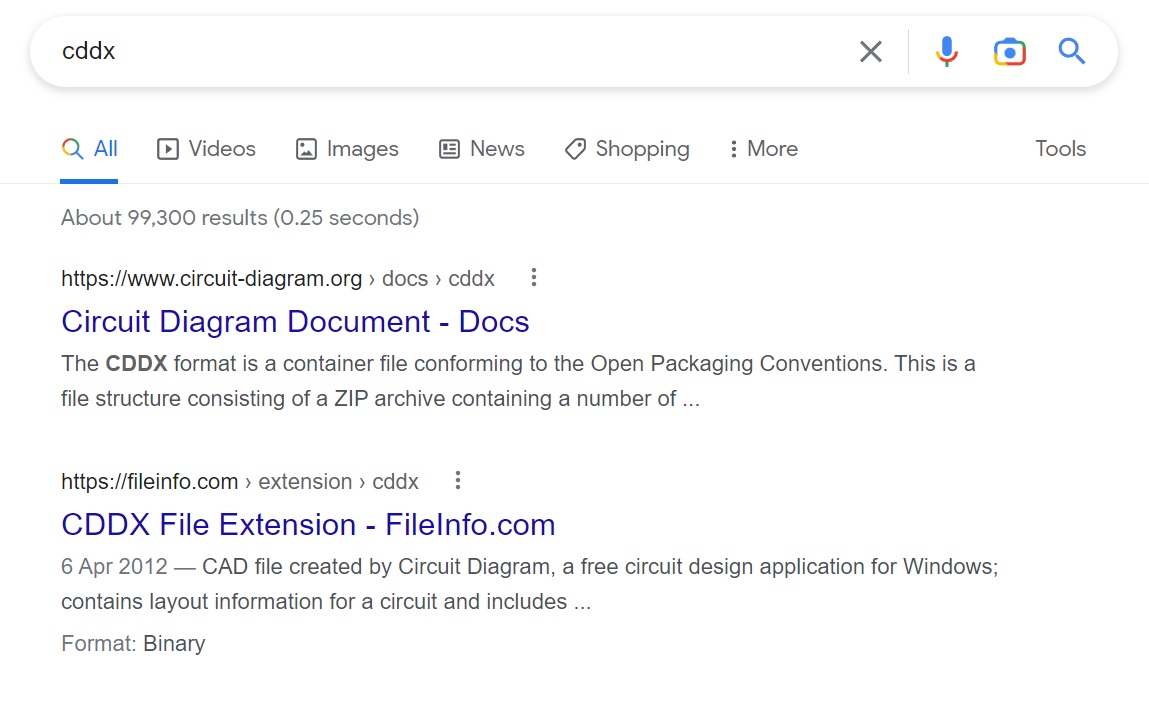 cddx
All Videos Images News Shopping More Tools
About 99,300 results (0.25 seconds)
https://www.circuit-diagram.org › docs › cddx
Circuit Diagram Document - Docs
The CDDX format is a container file conforming to the Open Packaging Conventions. This is a
file structure consisting of a ZIP archive containing a number of ...
https://fileinfo.com › extension › cddx
CDDX File Extension - FileInfo.com
6 Apr 2012 — CAD file created by Circuit Diagram, a free circuit design application for Windows;
contains layout information for a circuit and includes ...
Format: Binary